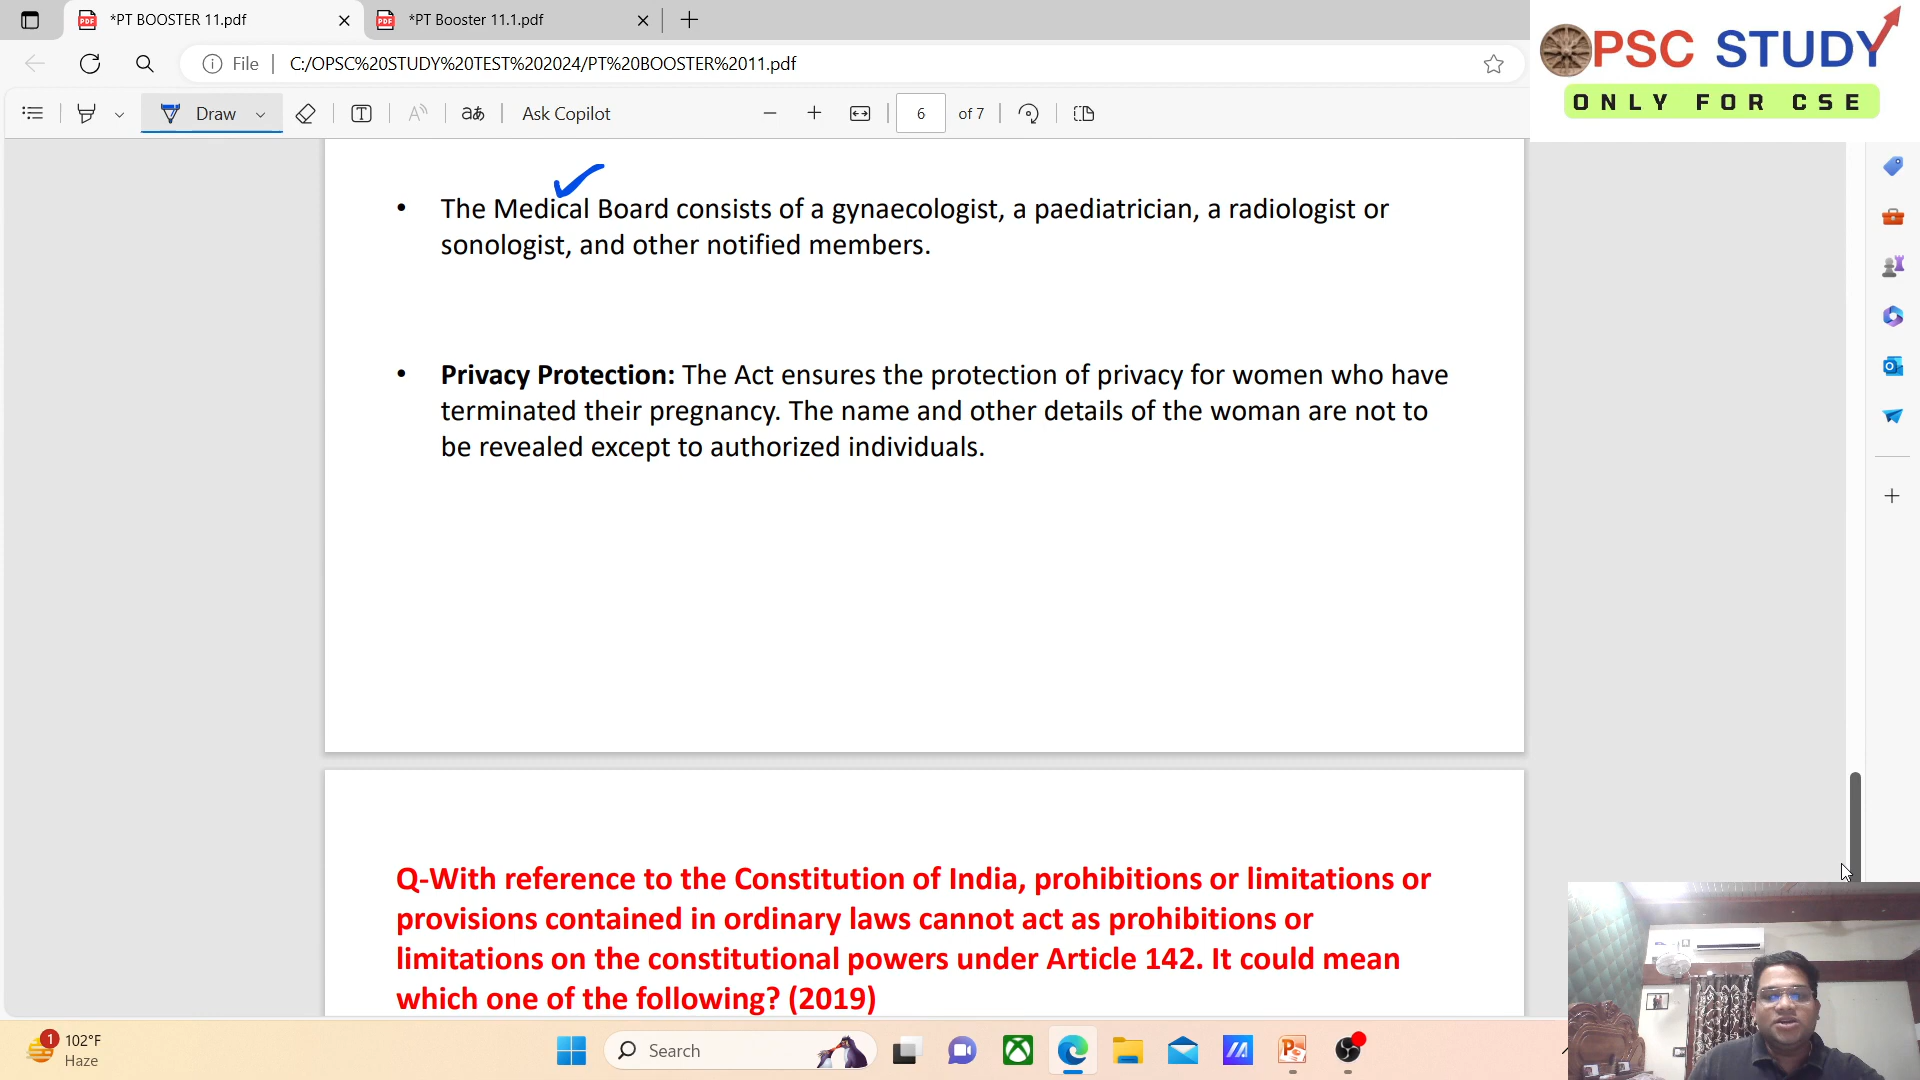 *PT BOOSTER 11.pdf
*PT Booster 11.1.pdf
File
C:/OPSC%20STUDY%20TEST%202024/PT%20BOOSTER%2011.pdf
PSC STUDY
ONLY FOR CSE
Draw
Ask Copilot
6 of 7
• The Medical Board consists of a gynaecologist, a paediatrician, a radiologist or
sonologist, and other notified members.
• Privacy Protection: The Act ensures the protection of privacy for women who have
terminated their pregnancy. The name and other details of the woman are not to
be revealed except to authorized individuals.
Q-With reference to the Constitution of India, prohibitions or limitations or
provisions contained in ordinary laws cannot act as prohibitions or
limitations on the constitutional powers under Article 142. It could mean
which one of the following? (2019)
1
102°F
Haze
Search